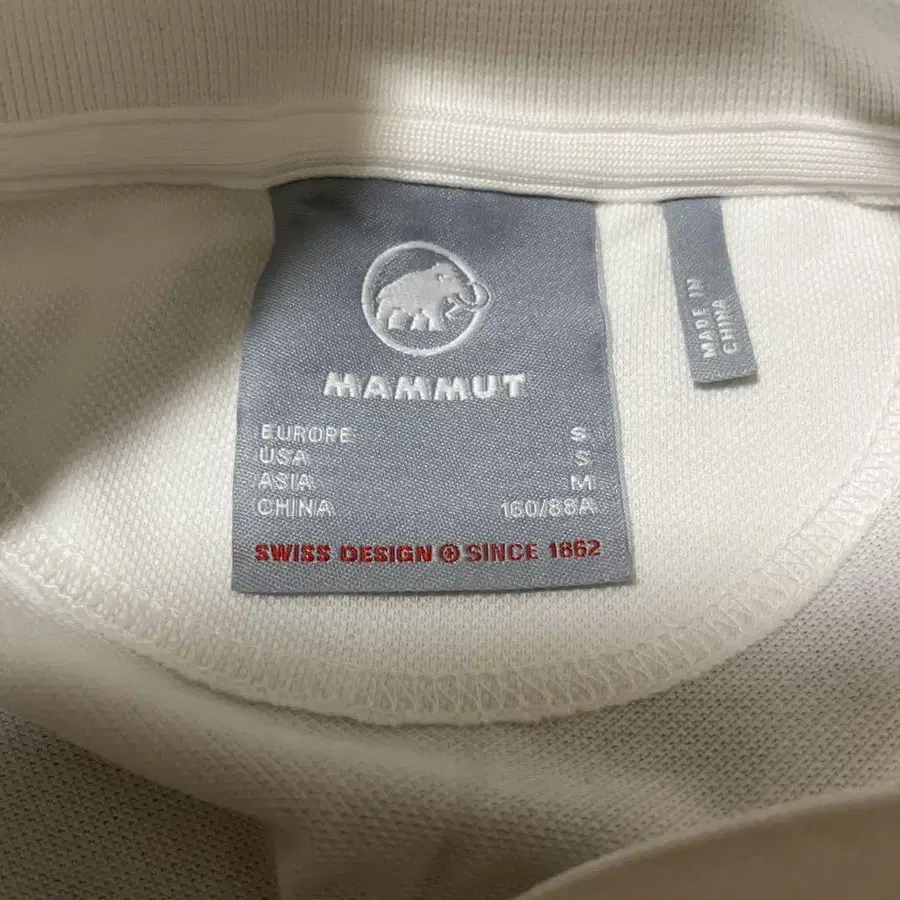 MAMMUT
EUROPE S
USA S
ASIA M
CHINA 160/88A
SWISS DESIGN SINCE 1862
MADE IN
CHINA